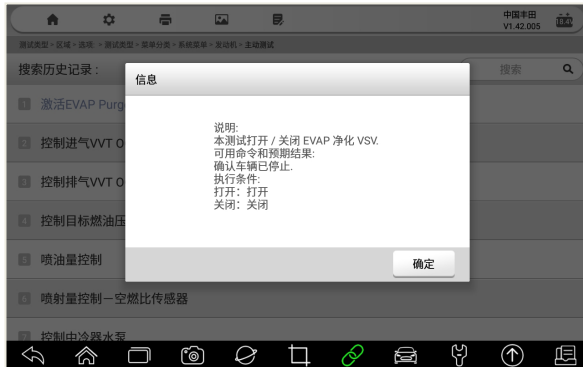 中国丰田
V1.42.005
测试类型 > 区域 > 选项: > 测试类型 > 菜单分类 > 系统菜单 > 发动机 > 主动测试
搜索历史记录 :
搜索
信息
1 激活EVAP Purg
说明:
本测试打开 / 关闭 EVAP 净化 VSV.
可用命令和预期结果:
确认车辆已停止.
执行条件:
打开：打开
关闭：关闭
2 控制进气VVT O
3 控制排气VVT O
4 控制目标燃油压
5 喷油量控制
确定
6 喷射量控制－空燃比传感器
7 控制中冷器水泵